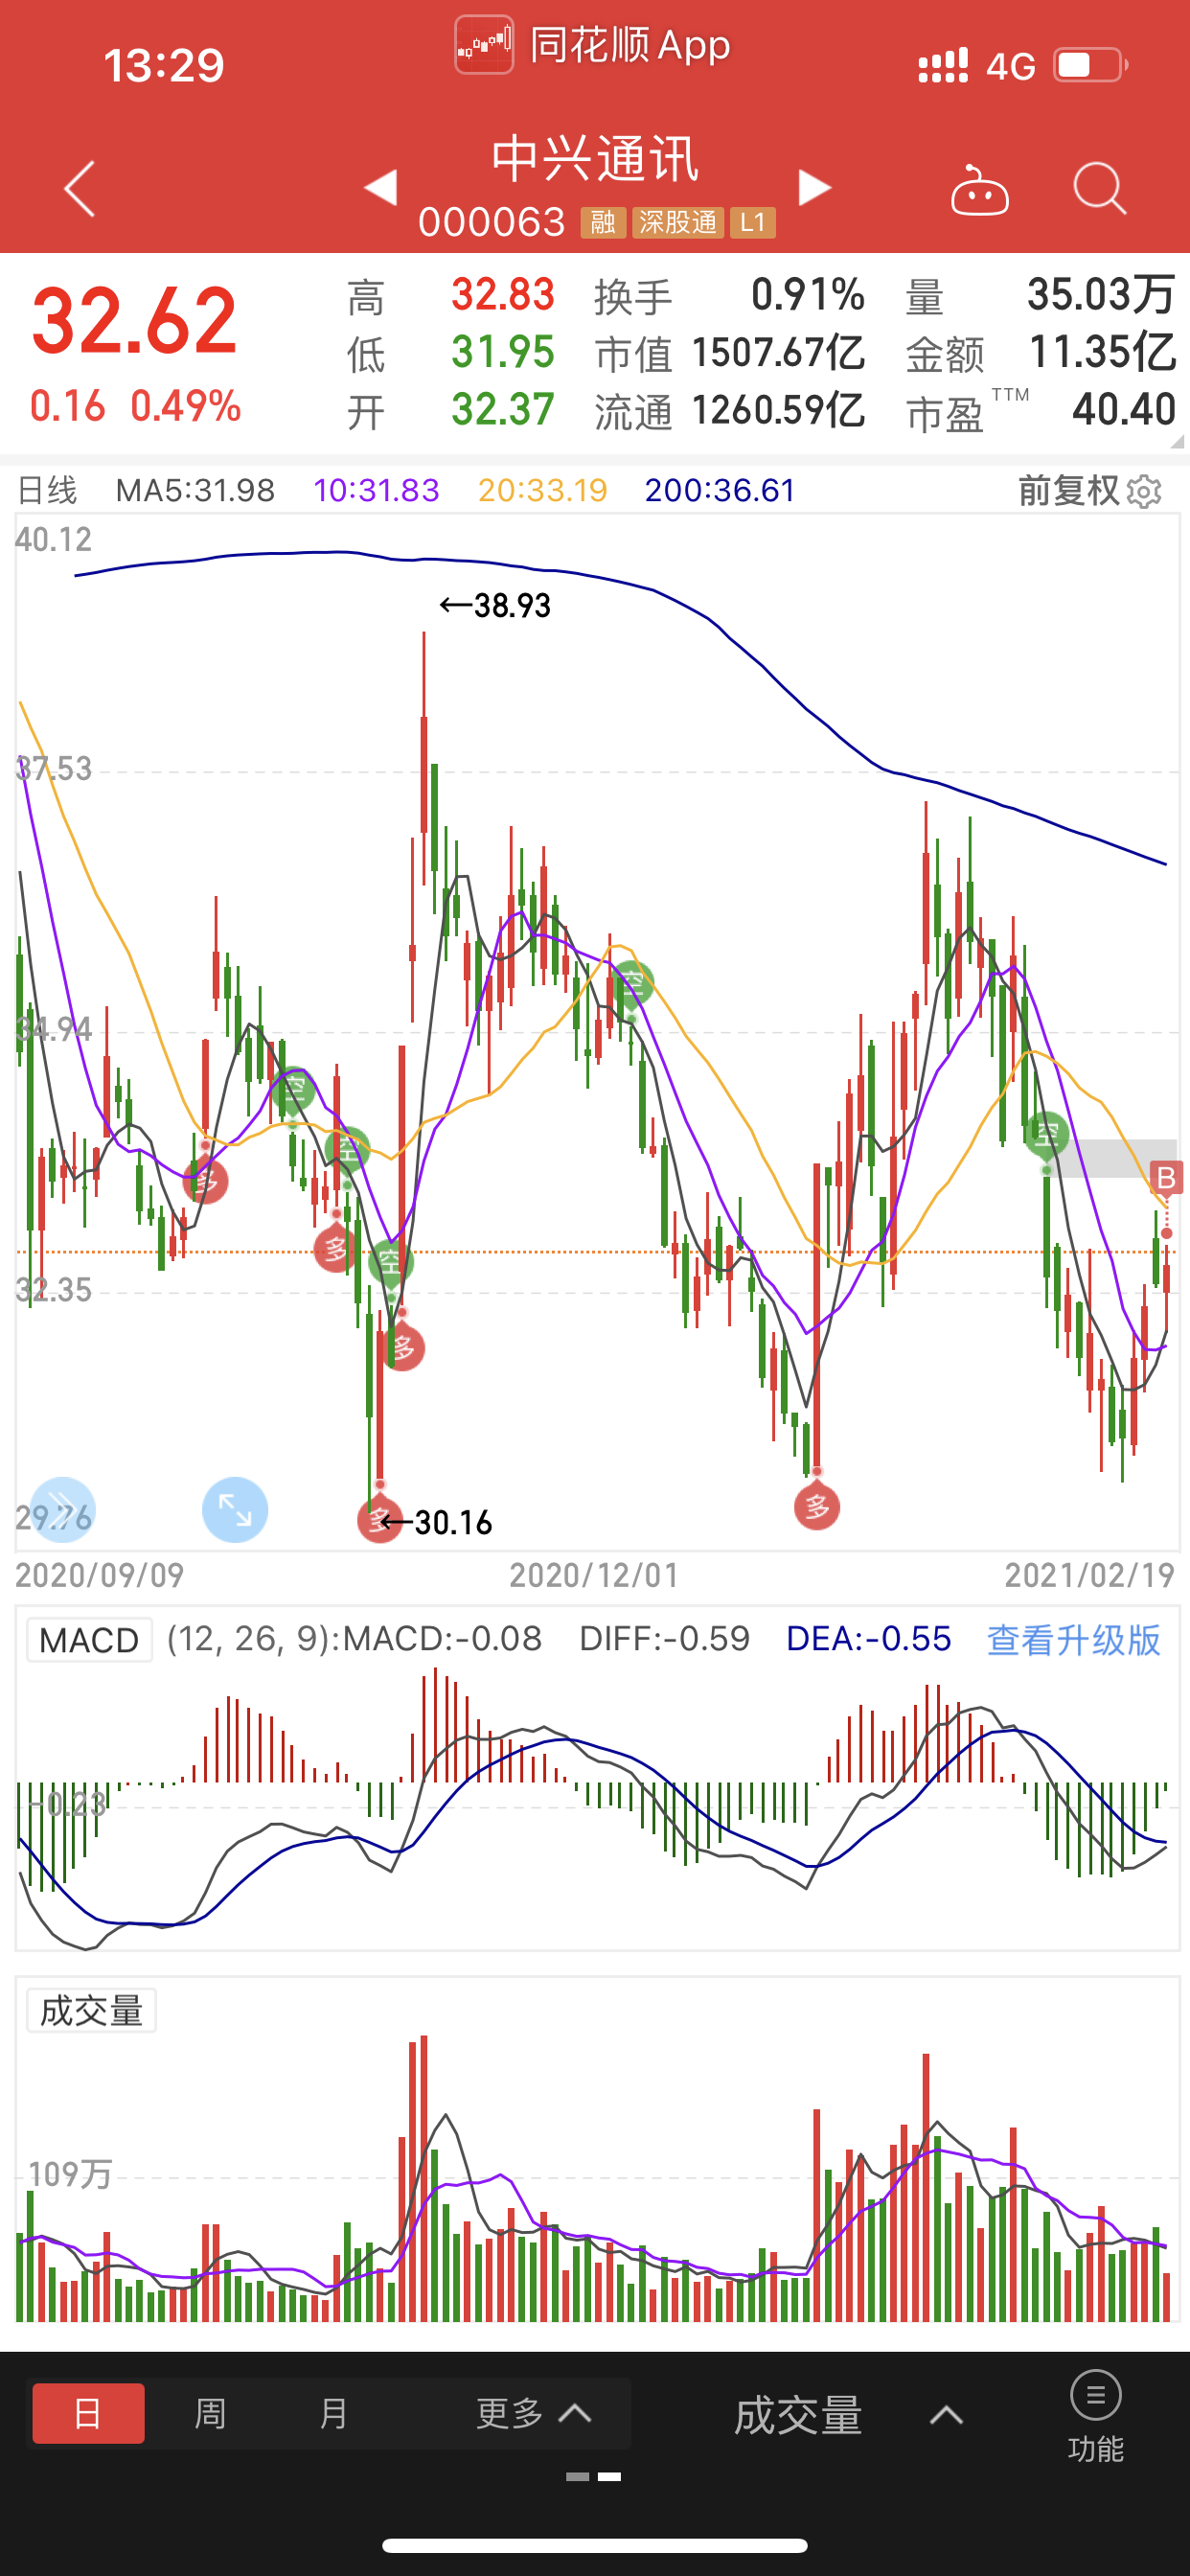 13:29
同花顺App
4G
中兴通讯
000063 融 深股通 L1
32.62
0.16 0.49%
高 32.83 换手 0.91% 量 35.03万
低 31.95 市值 1507.67亿 金额 11.35亿
开 32.37 流通 1260.59亿 市盈TTM 40.40
日线 MA5:31.98 10:31.83 20:33.19 200:36.61 前复权
40.12
←38.93
37.53
34.94
空
空
空
多
空
B
多
空
32.35
多
多
多
29.76
←30.16
2020/09/09 2020/12/01 2021/02/19
MACD (12, 26, 9):MACD:-0.08 DIFF:-0.59 DEA:-0.55 查看升级版
-0.23
成交量
109万
日 周 月 更多 成交量 功能